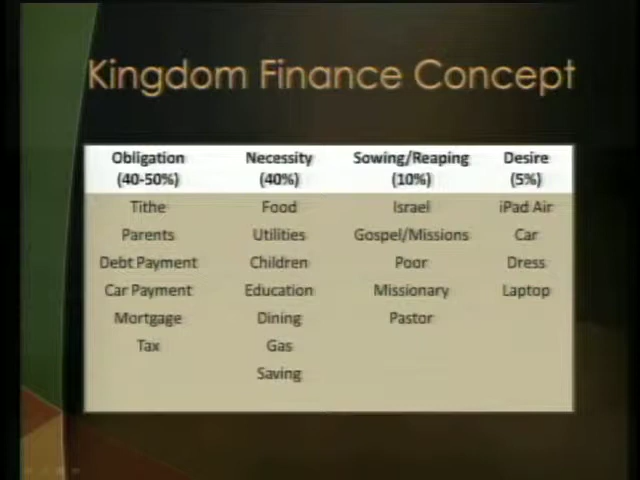 Kingdom Finance Concept
Obligation Necessity Sowing/Reaping Desire
(40-50%) (40%) (10%) (5%)
Tithe Food Israel iPad Air
Parents Utilities Gospel/Missions Car
Debt Payment Children Poor Dress
Car Payment Education Missionary Laptop
Mortgage Dining Pastor
Tax Gas
Saving